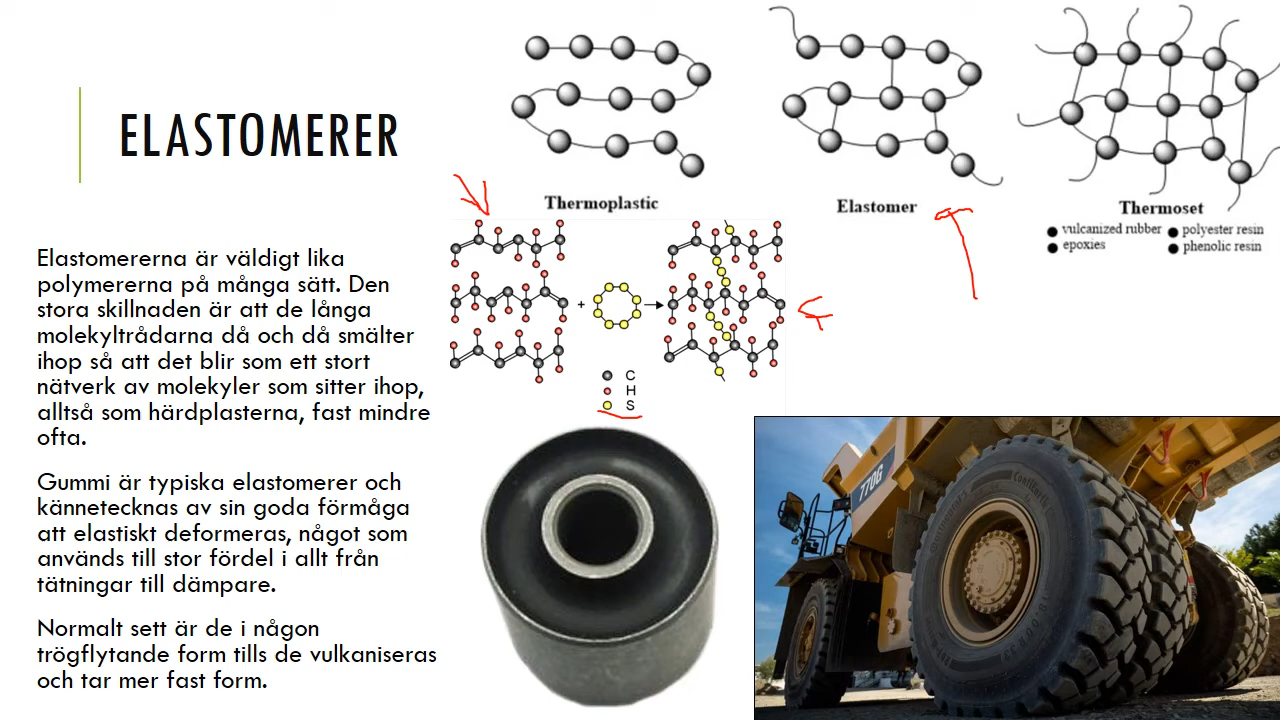 ELASTOMERER
Elastomererna är väldigt lika
polymererna på många sätt. Den
stora skillnaden är att de långa
molekyltrådarna då och då smälter
ihop så att det blir som ett stort
nätverk av molekyler som sitter ihop,
alltså som härdplasterna, fast mindre
ofta.
Gummi är typiska elastomerer och
kännetecknas av sin goda förmåga
att elastiskt deformeras, något som
används till stor fördel i allt från
tätningar till dämpare.
Normalt sett är de i någon
trögflytande form tills de vulkaniseras
och tar mer fast form.
Thermoplastic
Elastomer
Thermoset
vulcanized rubber
polyester resin
epoxies
phenolic resin
+
C
H
S
770G